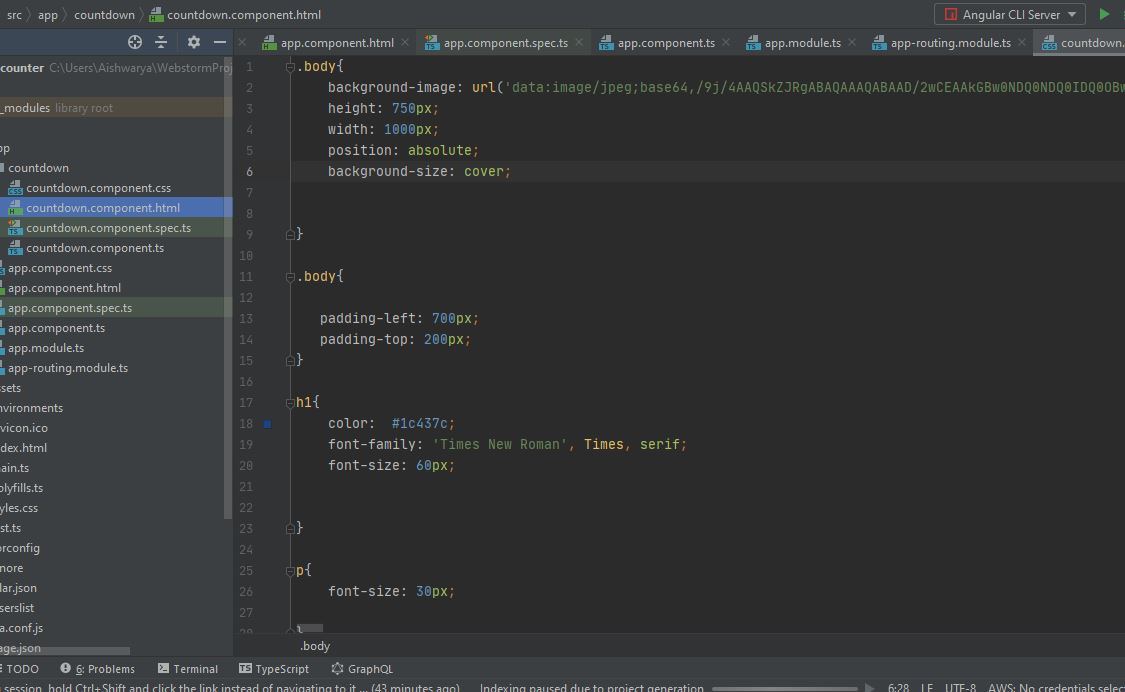 src app countdown countdown.component.html
Angular CLI Server
counter C:\Users\Aishwarya\WebstormProj
_modules library root
pp
countdown
countdown.component.css
countdown.component.html
countdown.component.spec.ts
countdown.component.ts
app.component.css
app.component.html
app.component.spec.ts
app.component.ts
app.module.ts
app-routing.module.ts
ssets
nvironments
vicon.ico
dex.html
ain.ts
olyfills.ts
yles.css
st.ts
orconfig
nore
lar.json
serslist
a.conf.js
age.json
app.component.html app.component.spec.ts app.component.ts app.module.ts app-routing.module.ts countdown.
1 .body{
2 background-image: url('data:image/jpeg;base64,/9j/4AAQSkZJRgABAQAAAQABAAD/2wCEAAkGBw0NDQ0NDQ0IDQ0OBw
3 height: 750px;
4 width: 1000px;
5 position: absolute;
6 background-size: cover;
7
8
9 }
10
11 .body{
12
13 padding-left: 700px;
14 padding-top: 200px;
15 }
16
17 h1{
18 color:  #1c437c;
19 font-family: 'Times New Roman', Times, serif;
20 font-size: 60px;
21
22
23 }
24
25 p{
26 font-size: 30px;
27
28 }
.body
TODO 6: Problems Terminal TypeScript GraphQL
session, hold Ctrl+Shift and click the link instead of navigating to it ... (43 minutes ago) Indexing paused due to project generation 6:28 LF UTF-8 AWS: No credentials selec